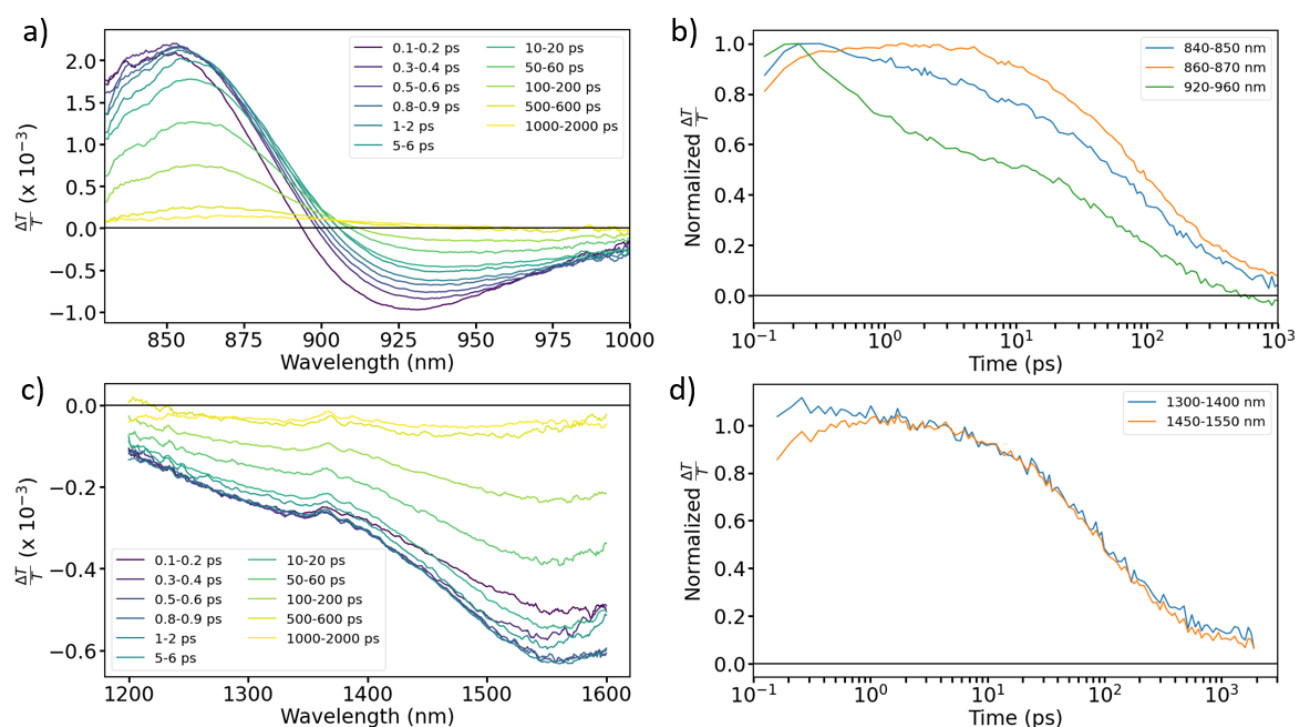 a)
ΔT/T (x 10⁻³)
2.0
1.5
1.0
0.5
0.0
−0.5
−1.0
0.1-0.2 ps
0.3-0.4 ps
0.5-0.6 ps
0.8-0.9 ps
1-2 ps
5-6 ps
10-20 ps
50-60 ps
100-200 ps
500-600 ps
1000-2000 ps
850 875 900 925 950 975 1000
Wavelength (nm)
b)
Normalized ΔT/T
1.0
0.8
0.6
0.4
0.2
0.0
840-850 nm
860-870 nm
920-960 nm
10⁻¹ 10⁰ 10¹ 10² 10³
Time (ps)
c)
ΔT/T (x 10⁻³)
0.0
−0.2
−0.4
−0.6
0.1-0.2 ps
0.3-0.4 ps
0.5-0.6 ps
0.8-0.9 ps
1-2 ps
5-6 ps
10-20 ps
50-60 ps
100-200 ps
500-600 ps
1000-2000 ps
1200 1300 1400 1500 1600
Wavelength (nm)
d)
Normalized ΔT/T
1.0
0.8
0.6
0.4
0.2
0.0
1300-1400 nm
1450-1550 nm
10⁻¹ 10⁰ 10¹ 10² 10³
Time (ps)